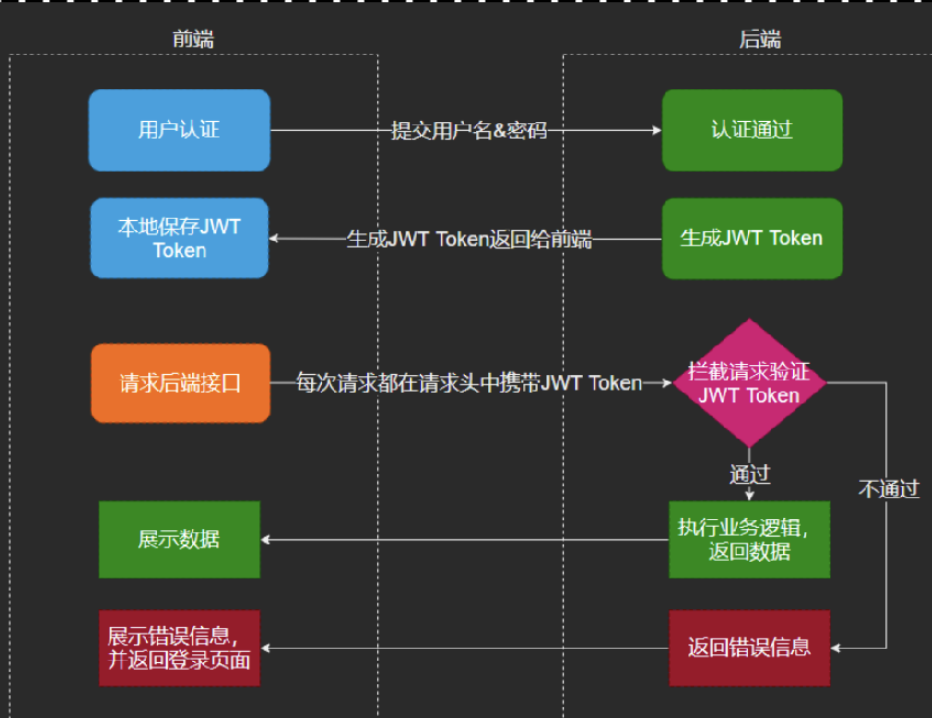 前端
后端
用户认证
提交用户名&密码
认证通过
本地保存JWT
Token
生成JWT Token返回给前端
生成JWT Token
请求后端接口
每次请求都在请求头中携带JWT Token
拦截请求验证
JWT Token
通过
不通过
展示数据
执行业务逻辑，
返回数据
展示错误信息，
并返回登录页面
返回错误信息